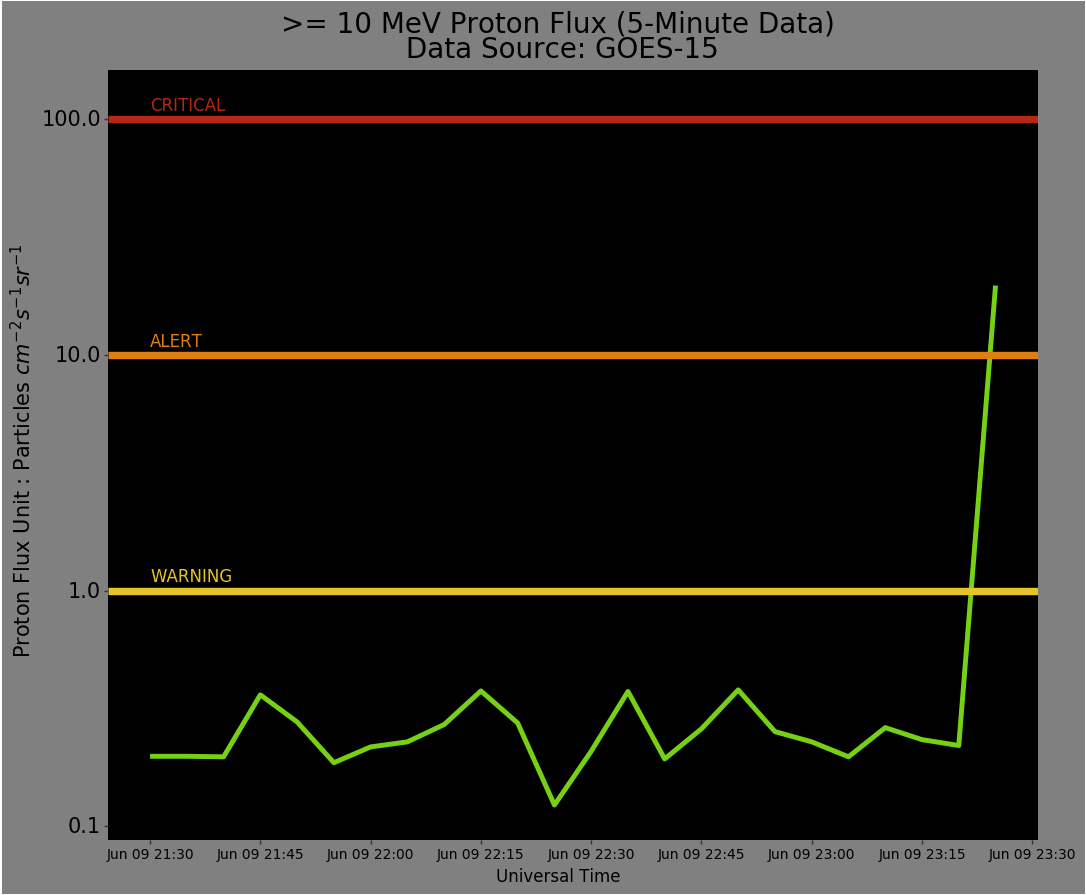 >= 10 MeV Proton Flux (5-Minute Data)
Data Source: GOES-15
CRITICAL
100.0
ALERT
10.0
WARNING
1.0
0.1
Proton Flux Unit : Particles cm⁻²s⁻¹sr⁻¹
Jun 09 21:30 Jun 09 21:45 Jun 09 22:00 Jun 09 22:15 Jun 09 22:30 Jun 09 22:45 Jun 09 23:00 Jun 09 23:15 Jun 09 23:30
Universal Time